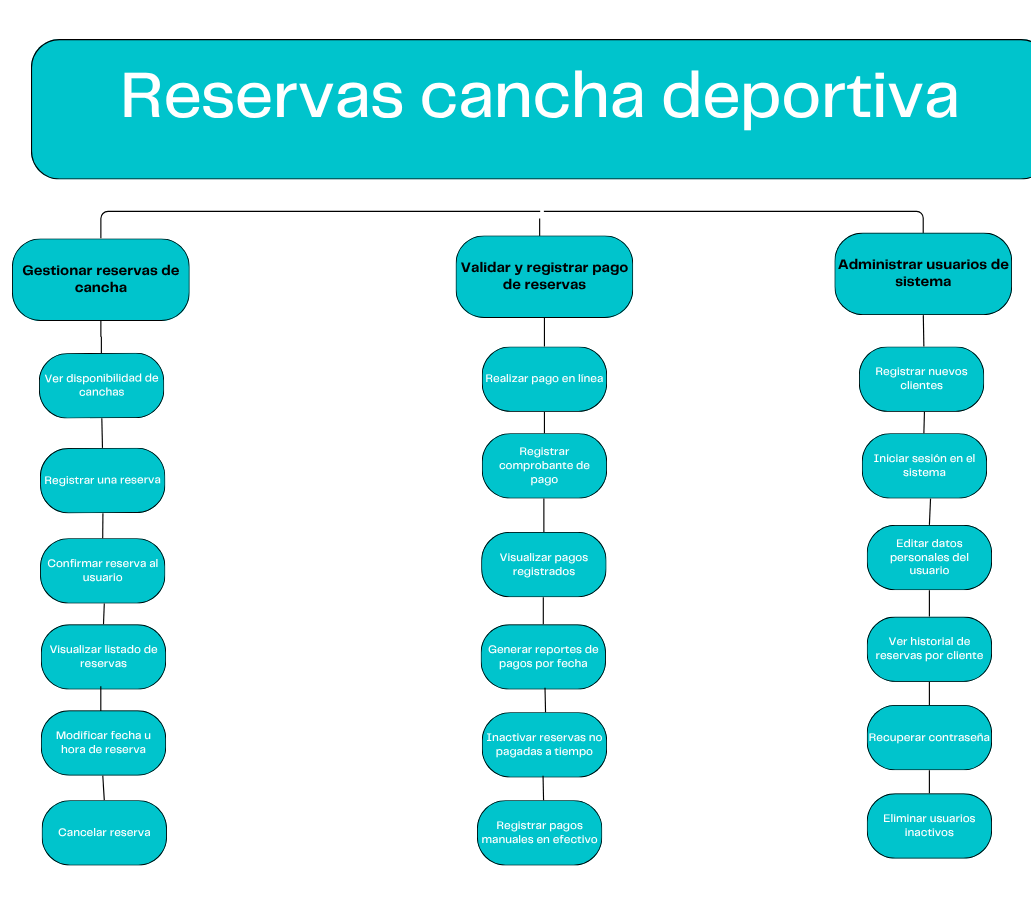 Reservas cancha deportiva
Gestionar reservas de
cancha
Ver disponibilidad de
canchas
Registrar una reserva
Confirmar reserva al
usuario
Visualizar listado de
reservas
Modificar fecha u
hora de reserva
Cancelar reserva
Validar y registrar pago
de reservas
Realizar pago en línea
Registrar
comprobante de
pago
Visualizar pagos
registrados
Generar reportes de
pagos por fecha
Inactivar reservas no
pagadas a tiempo
Registrar pagos
manuales en efectivo
Administrar usuarios de
sistema
Registrar nuevos
clientes
Iniciar sesión en el
sistema
Editar datos
personales del
usuario
Ver historial de
reservas por cliente
Recuperar contraseña
Eliminar usuarios
inactivos